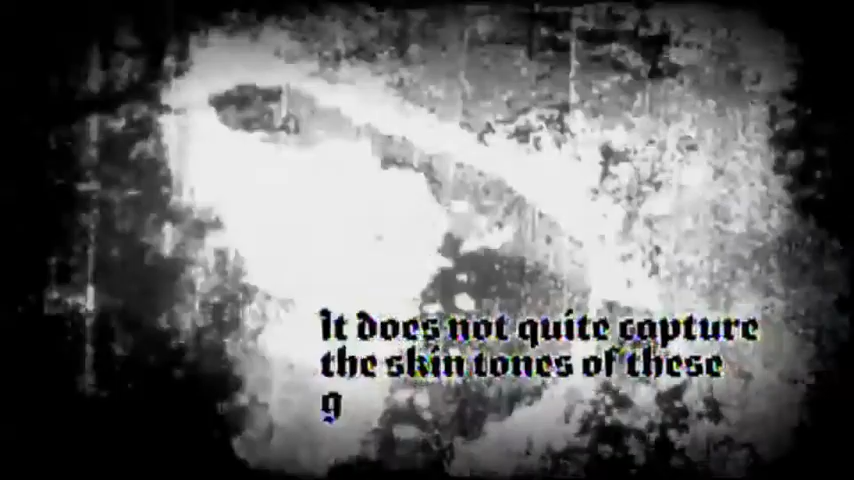 It does not quite capture
the skin tones of these
g